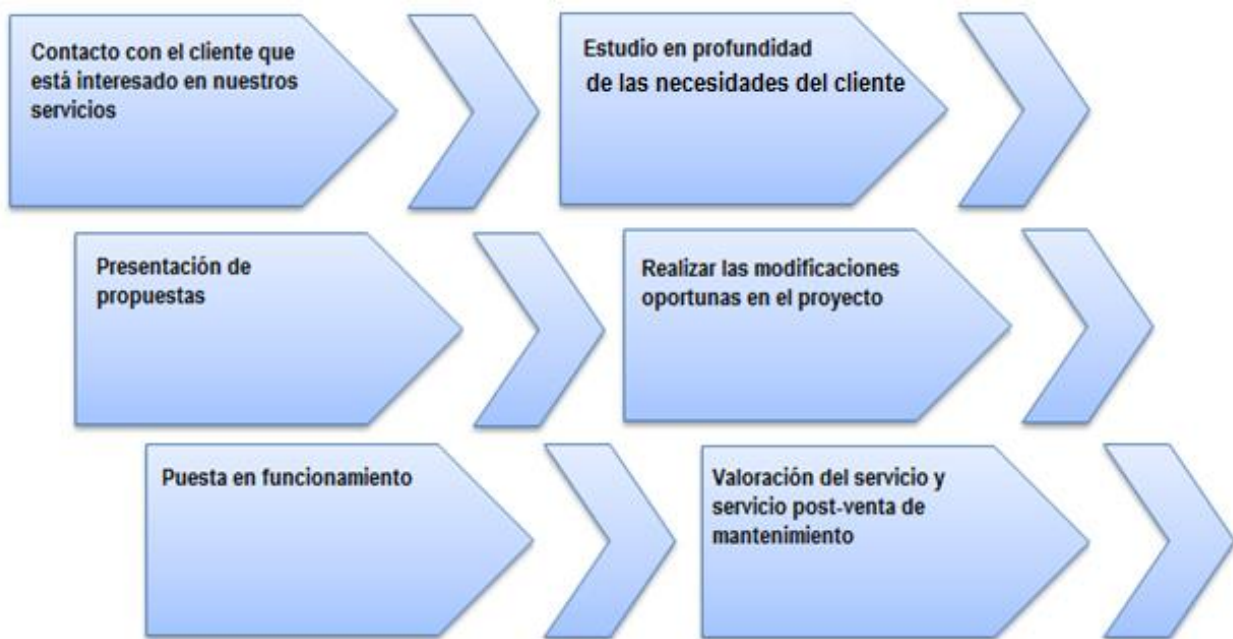 Contacto con el cliente que
está interesado en nuestros
servicios
Estudio en profundidad
de las necesidades del cliente
Presentación de
propuestas
Realizar las modificaciones
oportunas en el proyecto
Puesta en funcionamiento
Valoración del servicio y
servicio post-venta de
mantenimiento